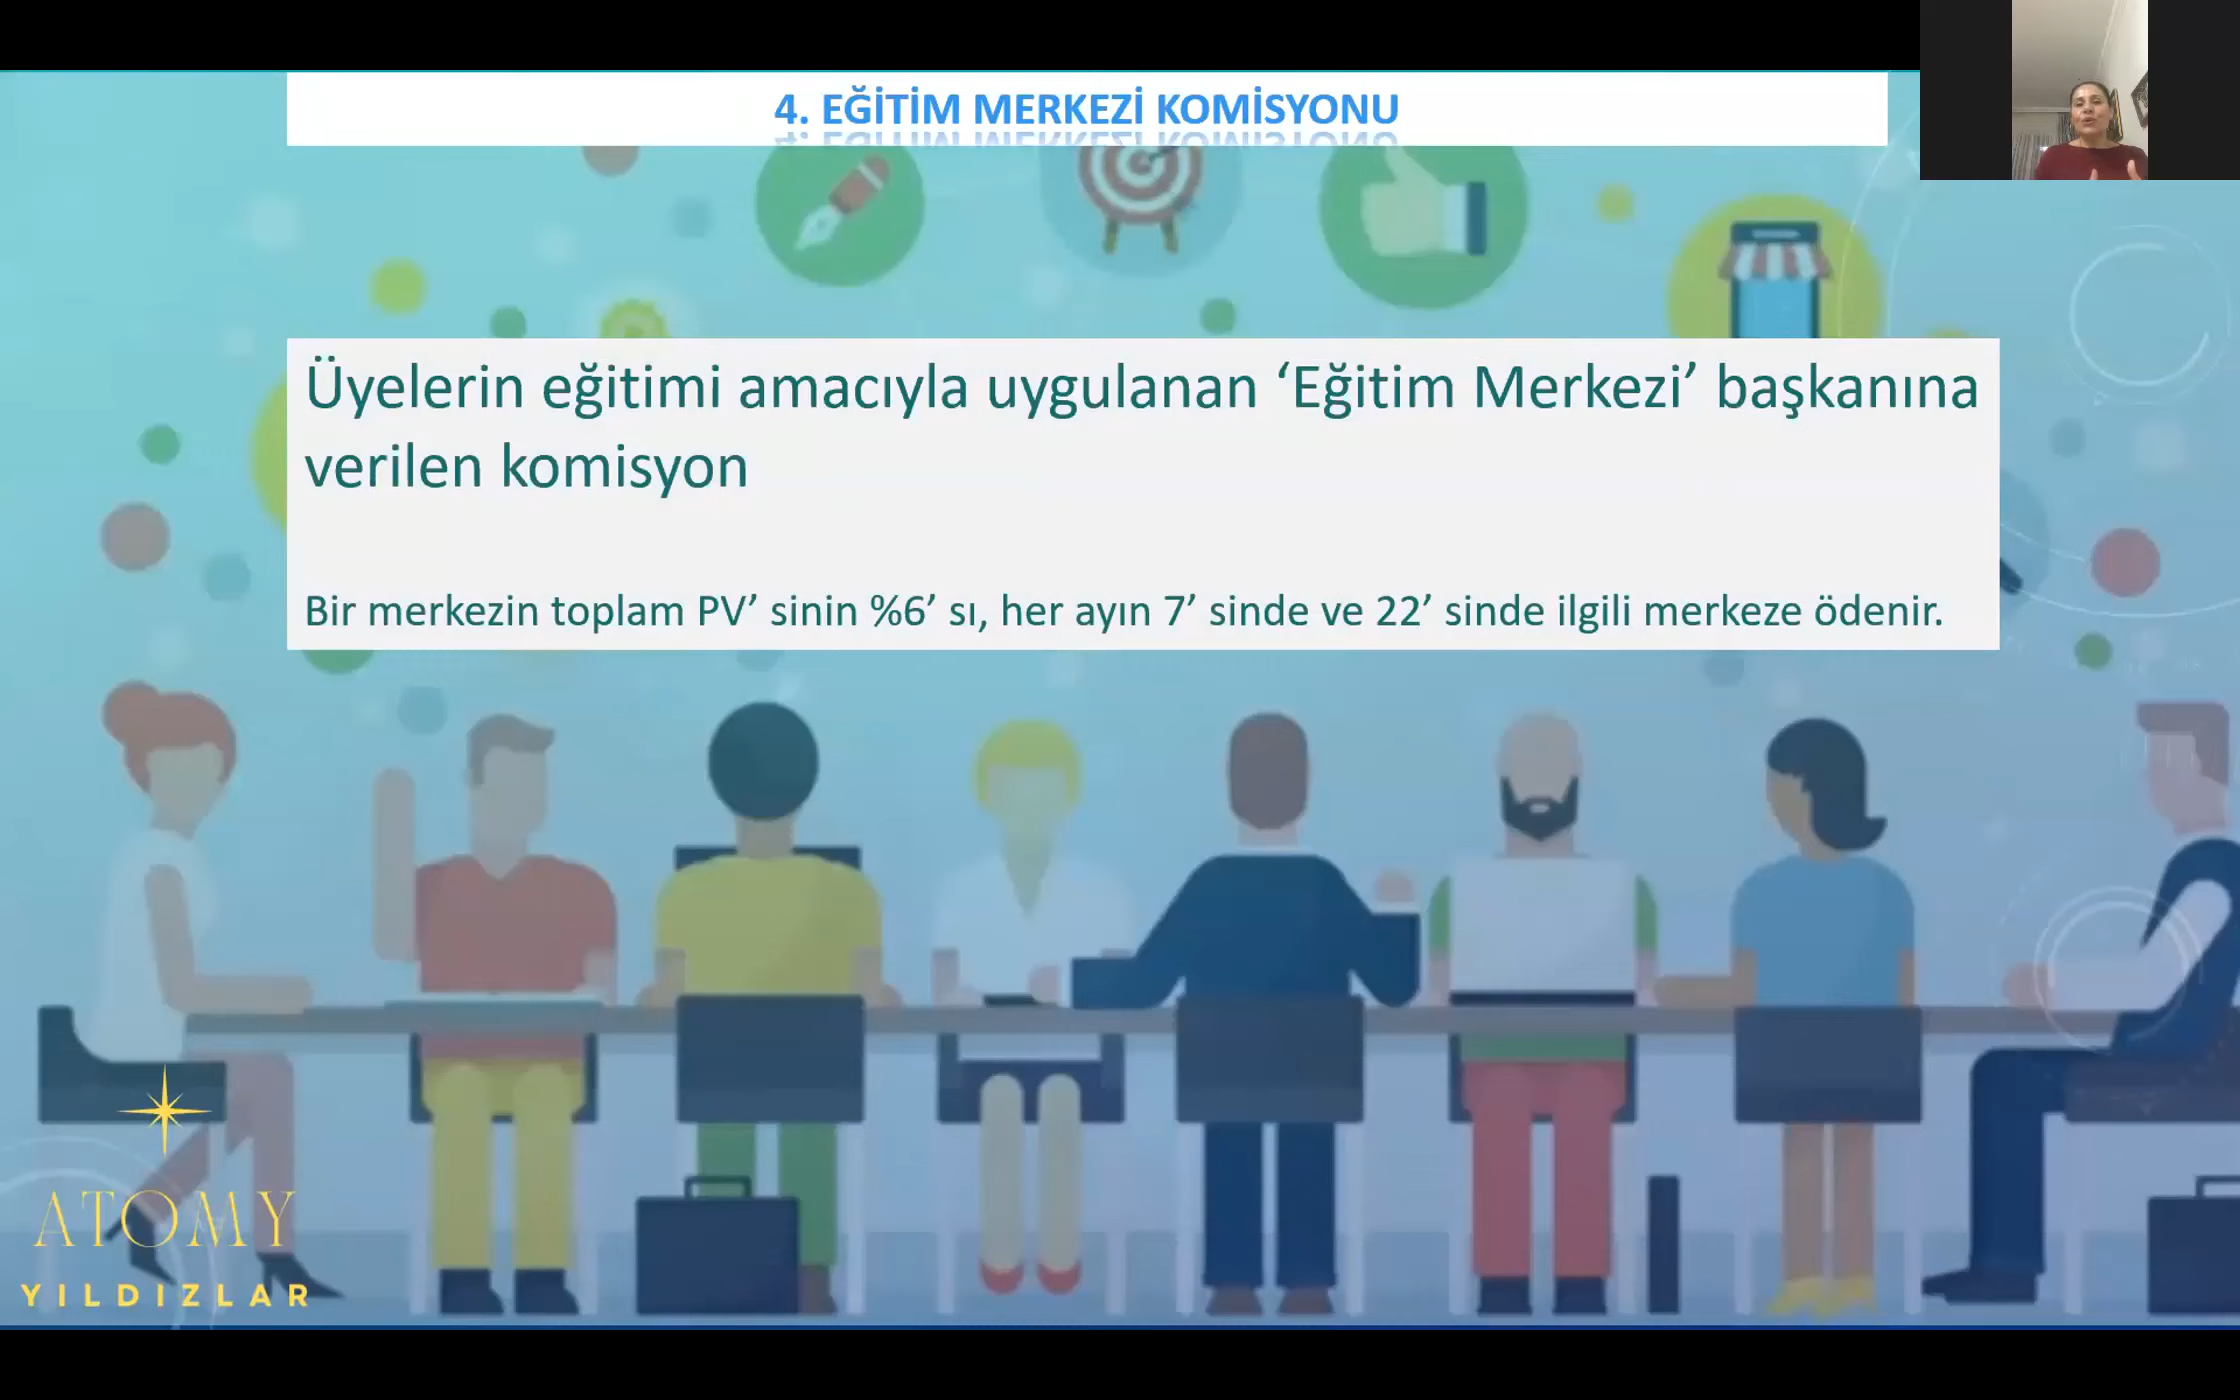 4. EĞİTİM MERKEZİ KOMİSYONU
Üyelerin eğitimi amacıyla uygulanan ‘Eğitim Merkezi’ başkanına
verilen komisyon
Bir merkezin toplam PV’ sinin %6’ sı, her ayın 7’ sinde ve 22’ sinde ilgili merkeze ödenir.
ATOMY
YILDIZLAR